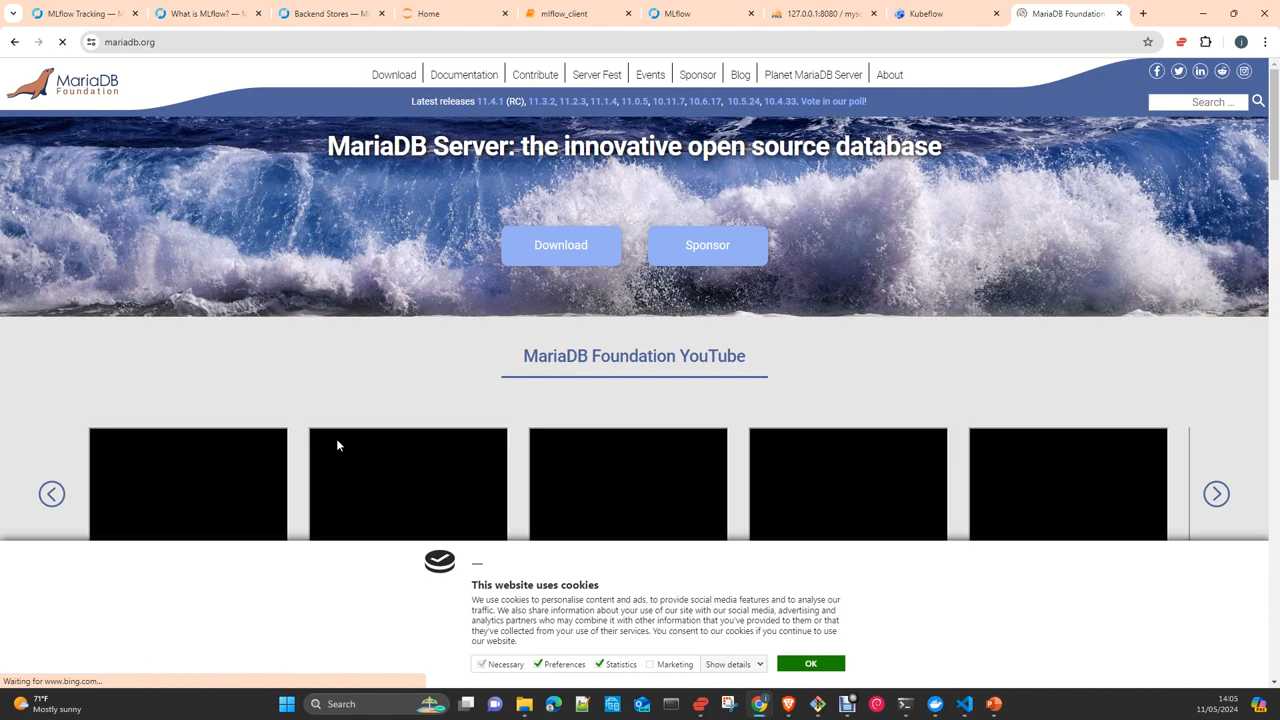 MLflow Tracking — M
What is MLflow? — M
Backend Stores — ML
Home
mlflow_client
MLflow
127.0.0.1:8080 / mysc
Kubeflow
MariaDB Foundation
mariadb.org
MariaDB
Foundation
Download
Documentation
Contribute
Server Fest
Events
Sponsor
Blog
Planet MariaDB Server
About
Latest releases 11.4.1 (RC), 11.3.2, 11.2.3, 11.1.4, 11.0.5, 10.11.7, 10.6.17, 10.5.24, 10.4.33. Vote in our poll!
Search ...
MariaDB Server: the innovative open source database
Download
Sponsor
MariaDB Foundation YouTube
This website uses cookies
We use cookies to personalise content and ads, to provide social media features and to analyse our
traffic. We also share information about your use of our site with our social media, advertising and
analytics partners who may combine it with other information that you've provided to them or that
they've collected from your use of their services. You consent to our cookies if you continue to use
our website.
Necessary
Preferences
Statistics
Marketing
Show details
OK
Waiting for www.bing.com...
71°F
Mostly sunny
Search
14:05
11/05/2024